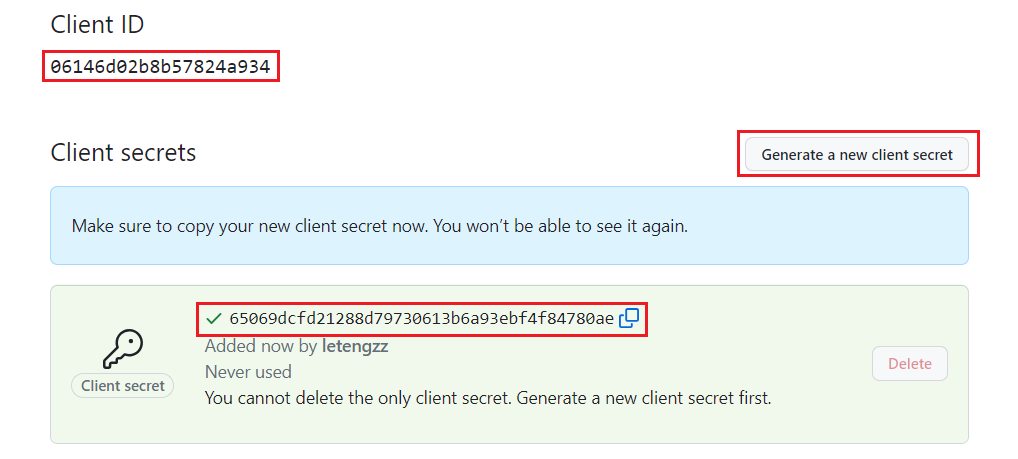 Client ID
06146d02b8b57824a934
Client secrets
Generate a new client secret
Make sure to copy your new client secret now. You won’t be able to see it again.
65069dcfd21288d79730613b6a93ebf4f84780ae
Added now by letengzz
Never used
Client secret
Delete
You cannot delete the only client secret. Generate a new client secret first.